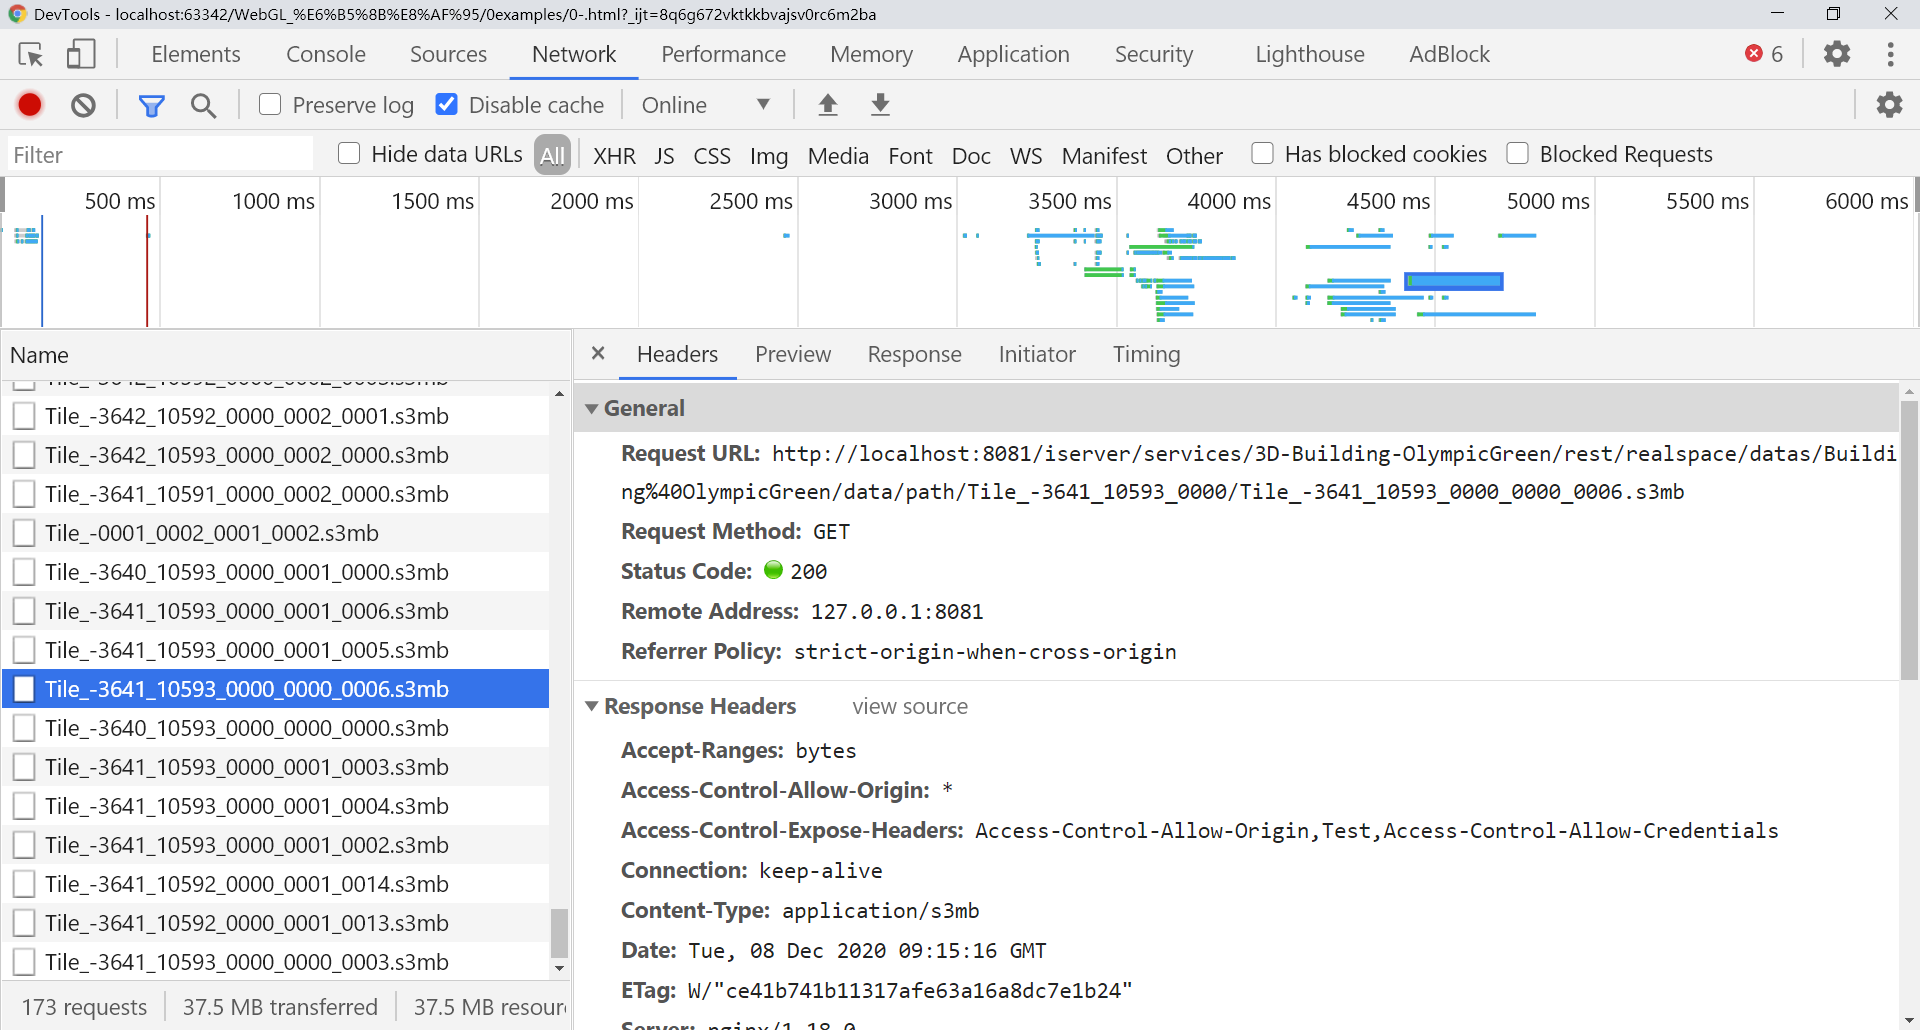 DevTools - localhost:63342/WebGL_%E6%B5%8B%E8%AF%95/0examples/0-.html?_ijt=8q6g672vktkkbvajsv0rc6m2ba
Elements Console Sources Network Performance Memory Application Security Lighthouse AdBlock 6
Preserve log Disable cache Online
Filter Hide data URLs All XHR JS CSS Img Media Font Doc WS Manifest Other Has blocked cookies Blocked Requests
500 ms 1000 ms 1500 ms 2000 ms 2500 ms 3000 ms 3500 ms 4000 ms 4500 ms 5000 ms 5500 ms 6000 ms
Name
Tile_-3642_10592_0000_0002_0001.s3mb
Tile_-3642_10593_0000_0002_0000.s3mb
Tile_-3641_10591_0000_0002_0000.s3mb
Tile_-0001_0002_0001_0002.s3mb
Tile_-3640_10593_0000_0001_0000.s3mb
Tile_-3641_10593_0000_0001_0006.s3mb
Tile_-3641_10593_0000_0001_0005.s3mb
Tile_-3641_10593_0000_0000_0006.s3mb
Tile_-3640_10593_0000_0000_0000.s3mb
Tile_-3641_10593_0000_0001_0003.s3mb
Tile_-3641_10593_0000_0001_0004.s3mb
Tile_-3641_10593_0000_0001_0002.s3mb
Tile_-3641_10592_0000_0001_0014.s3mb
Tile_-3641_10592_0000_0001_0013.s3mb
Tile_-3641_10593_0000_0000_0003.s3mb
173 requests 37.5 MB transferred 37.5 MB resour
Headers Preview Response Initiator Timing
General
Request URL: http://localhost:8081/iserver/services/3D-Building-OlympicGreen/rest/realspace/datas/Buildi
ng%40OlympicGreen/data/path/Tile_-3641_10593_0000/Tile_-3641_10593_0000_0000_0006.s3mb
Request Method: GET
Status Code: 200
Remote Address: 127.0.0.1:8081
Referrer Policy: strict-origin-when-cross-origin
Response Headers view source
Accept-Ranges: bytes
Access-Control-Allow-Origin: *
Access-Control-Expose-Headers: Access-Control-Allow-Origin,Test,Access-Control-Allow-Credentials
Connection: keep-alive
Content-Type: application/s3mb
Date: Tue, 08 Dec 2020 09:15:16 GMT
ETag: W/"ce41b741b11317afe63a16a8dc7e1b24"
Server: nginx/1.18.0